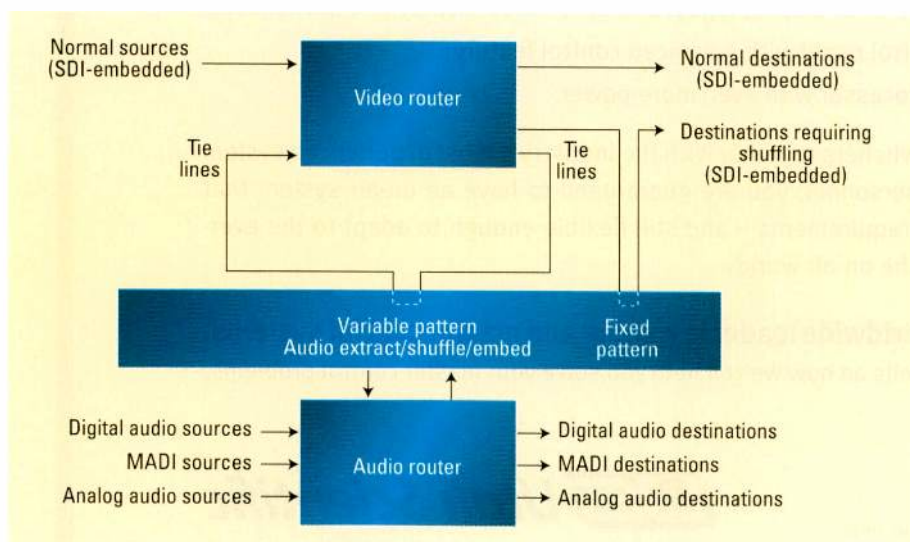 Normal sources
(SDI-embedded)
Video router
Normal destinations
(SDI-embedded)
Destinations requiring
shuffling
(SDI-embedded)
Tie
lines
Tie
lines
Variable pattern
Audio extract/shuffle/embed
Fixed
pattern
Digital audio sources
MADI sources
Analog audio sources
Audio router
Digital audio destinations
MADI destinations
Analog audio destinations